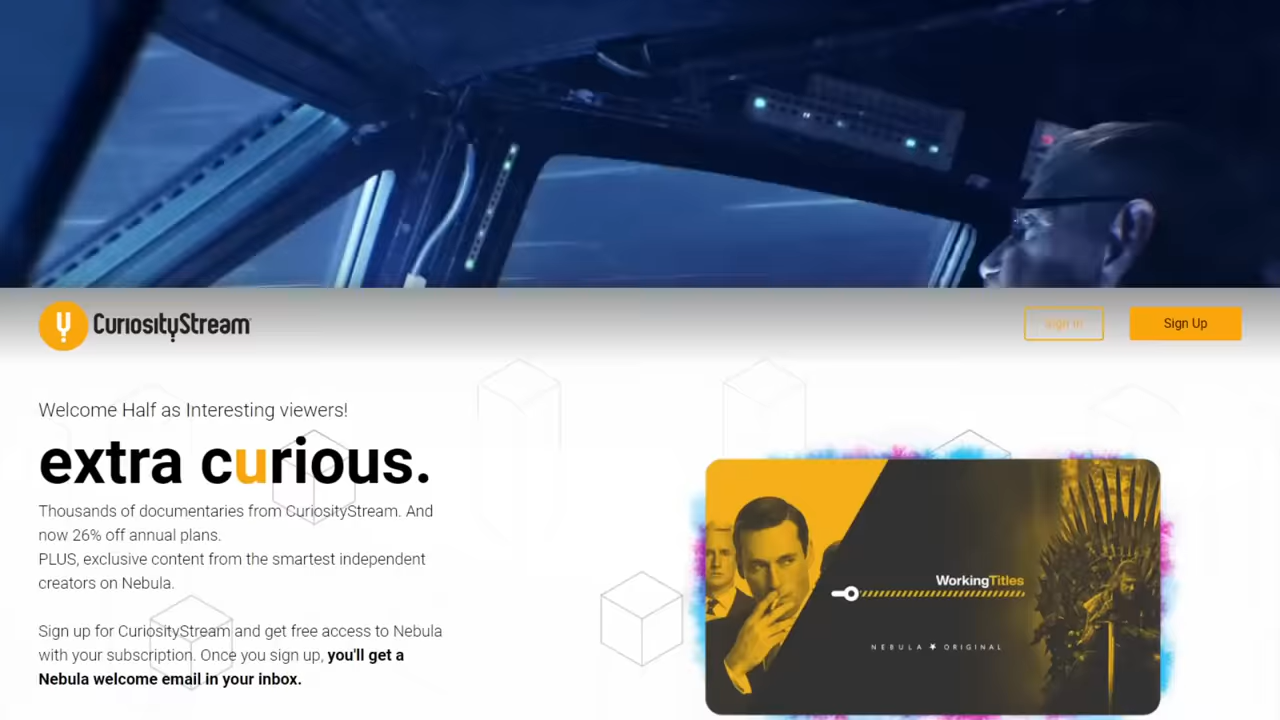 CuriosityStream
Sign In
Sign Up
Welcome Half as Interesting viewers!
extra curious.
Thousands of documentaries from CuriosityStream. And
now 26% off annual plans.
PLUS, exclusive content from the smartest independent
creators on Nebula.
Sign up for CuriosityStream and get free access to Nebula
with your subscription. Once you sign up, you'll get a
Nebula welcome email in your inbox.
WorkingTitles
NEBULA ORIGINAL